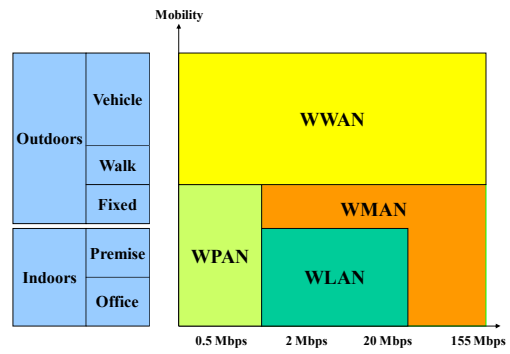 Mobility
Vehicle
Outdoors
Walk
Fixed
Premise
Indoors
Office
WWAN
WMAN
WPAN
WLAN
0.5 Mbps 2 Mbps 20 Mbps 155 Mbps